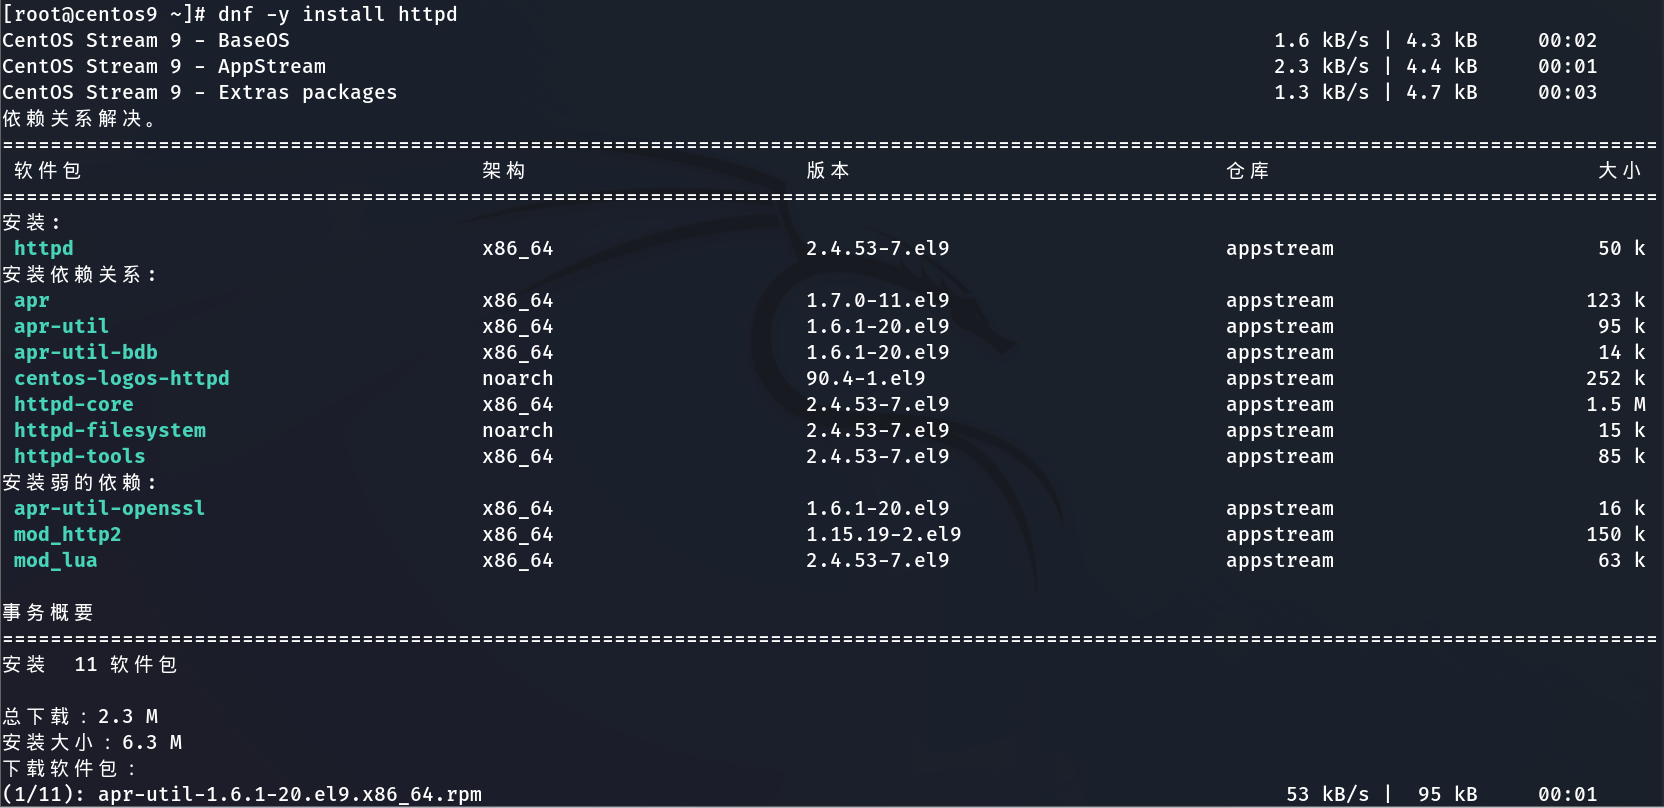 [root@centos9 ~]# dnf -y install httpd
CentOS Stream 9 - BaseOS 1.6 kB/s | 4.3 kB 00:02
CentOS Stream 9 - AppStream 2.3 kB/s | 4.4 kB 00:01
CentOS Stream 9 - Extras packages 1.3 kB/s | 4.7 kB 00:03
依赖关系解决。
==========================================================================================================================================
软件包 架构 版本 仓库 大小
==========================================================================================================================================
安装:
httpd x86_64 2.4.53-7.el9 appstream 50 k
安装依赖关系:
apr x86_64 1.7.0-11.el9 appstream 123 k
apr-util x86_64 1.6.1-20.el9 appstream 95 k
apr-util-bdb x86_64 1.6.1-20.el9 appstream 14 k
centos-logos-httpd noarch 90.4-1.el9 appstream 252 k
httpd-core x86_64 2.4.53-7.el9 appstream 1.5 M
httpd-filesystem noarch 2.4.53-7.el9 appstream 15 k
httpd-tools x86_64 2.4.53-7.el9 appstream 85 k
安装弱的依赖:
apr-util-openssl x86_64 1.6.1-20.el9 appstream 16 k
mod_http2 x86_64 1.15.19-2.el9 appstream 150 k
mod_lua x86_64 2.4.53-7.el9 appstream 63 k
事务概要
==========================================================================================================================================
安装 11 软件包
总下载：2.3 M
安装大小：6.3 M
下载软件包：
(1/11): apr-util-1.6.1-20.el9.x86_64.rpm 53 kB/s | 95 kB 00:01